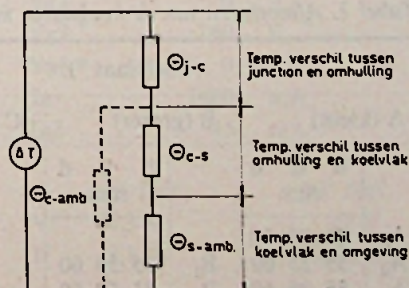 Θj-c
Temp. verschil tussen
junction en omhulling
ΔT
Θc-s
Temp. verschil tussen
omhulling en koelvlak
Θc-amb
Θs-amb.
Temp. verschil tussen
koelvlak en omgeving